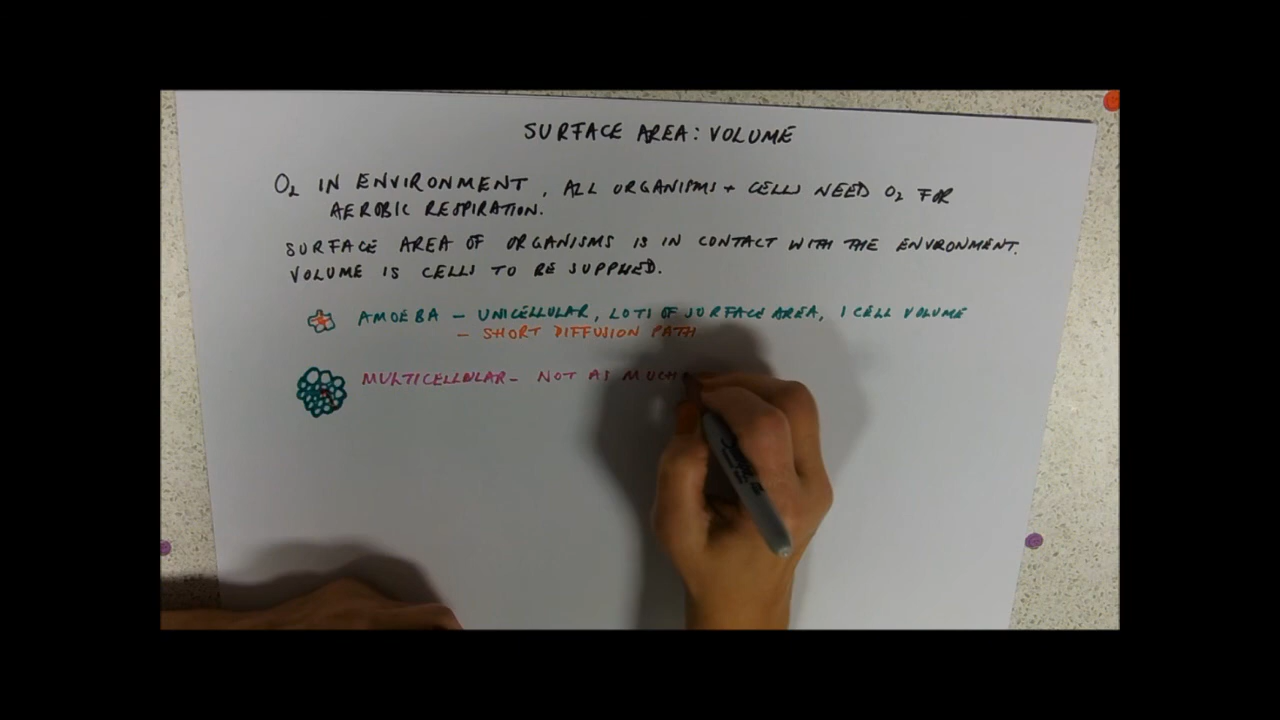 SURFACE AREA: VOLUME
O2 IN ENVIRONMENT, ALL ORGANISMS + CELLS NEED O2 FOR
AEROBIC RESPIRATION.
SURFACE AREA OF ORGANISMS IS IN CONTACT WITH THE ENVIRONMENT.
VOLUME IS CELLS TO BE SUPPLIED.
AMOEBA - UNICELLULAR, LOTS OF SURFACE AREA, 1 CELL VOLUME
- SHORT DIFFUSION PATH
MULTICELLULAR - NOT AS MUCH